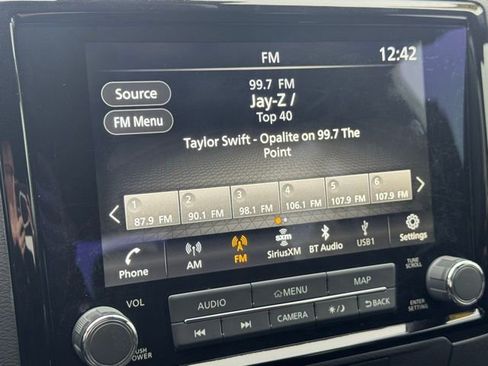 FM
12:42
Source
99.7 FM
Jay-Z /
FM Menu
Top 40
Taylor Swift - Opalite on 99.7 The
Point
1 2 3 4 5 6
87.9 FM 90.1 FM 98.1 FM 106.1 FM 107.9 FM 107.9 FM
sxm
Phone AM FM SiriusXM BT Audio USB1 Settings
VOL AUDIO MENU MAP TUNE
SCROLL
CAMERA BACK
PUSH
POWER
ENTER
SETTING